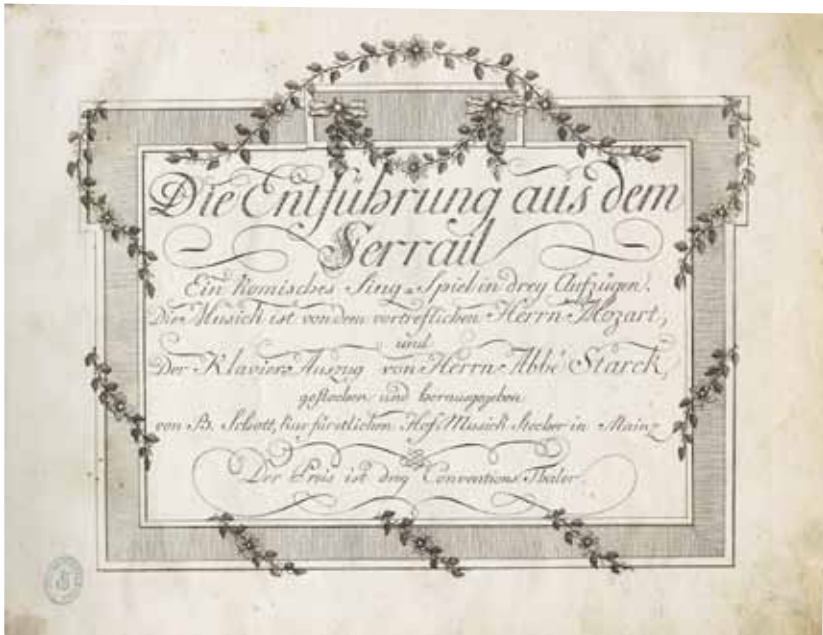 Die Entführung aus dem
Serrail
Ein Komisches Sing-Spiel in drey Aufzügen.
Die Musick ist von dem vortreflichen Herrn Mozart,
und
Der Klavier Auszug von Herrn Abbé Starck,
gestochen und herausgegeben
von B. Schott, kurfürstlichen Hof Musick Stecher in Mainz
Der Preis ist drey Conventions Thaler.